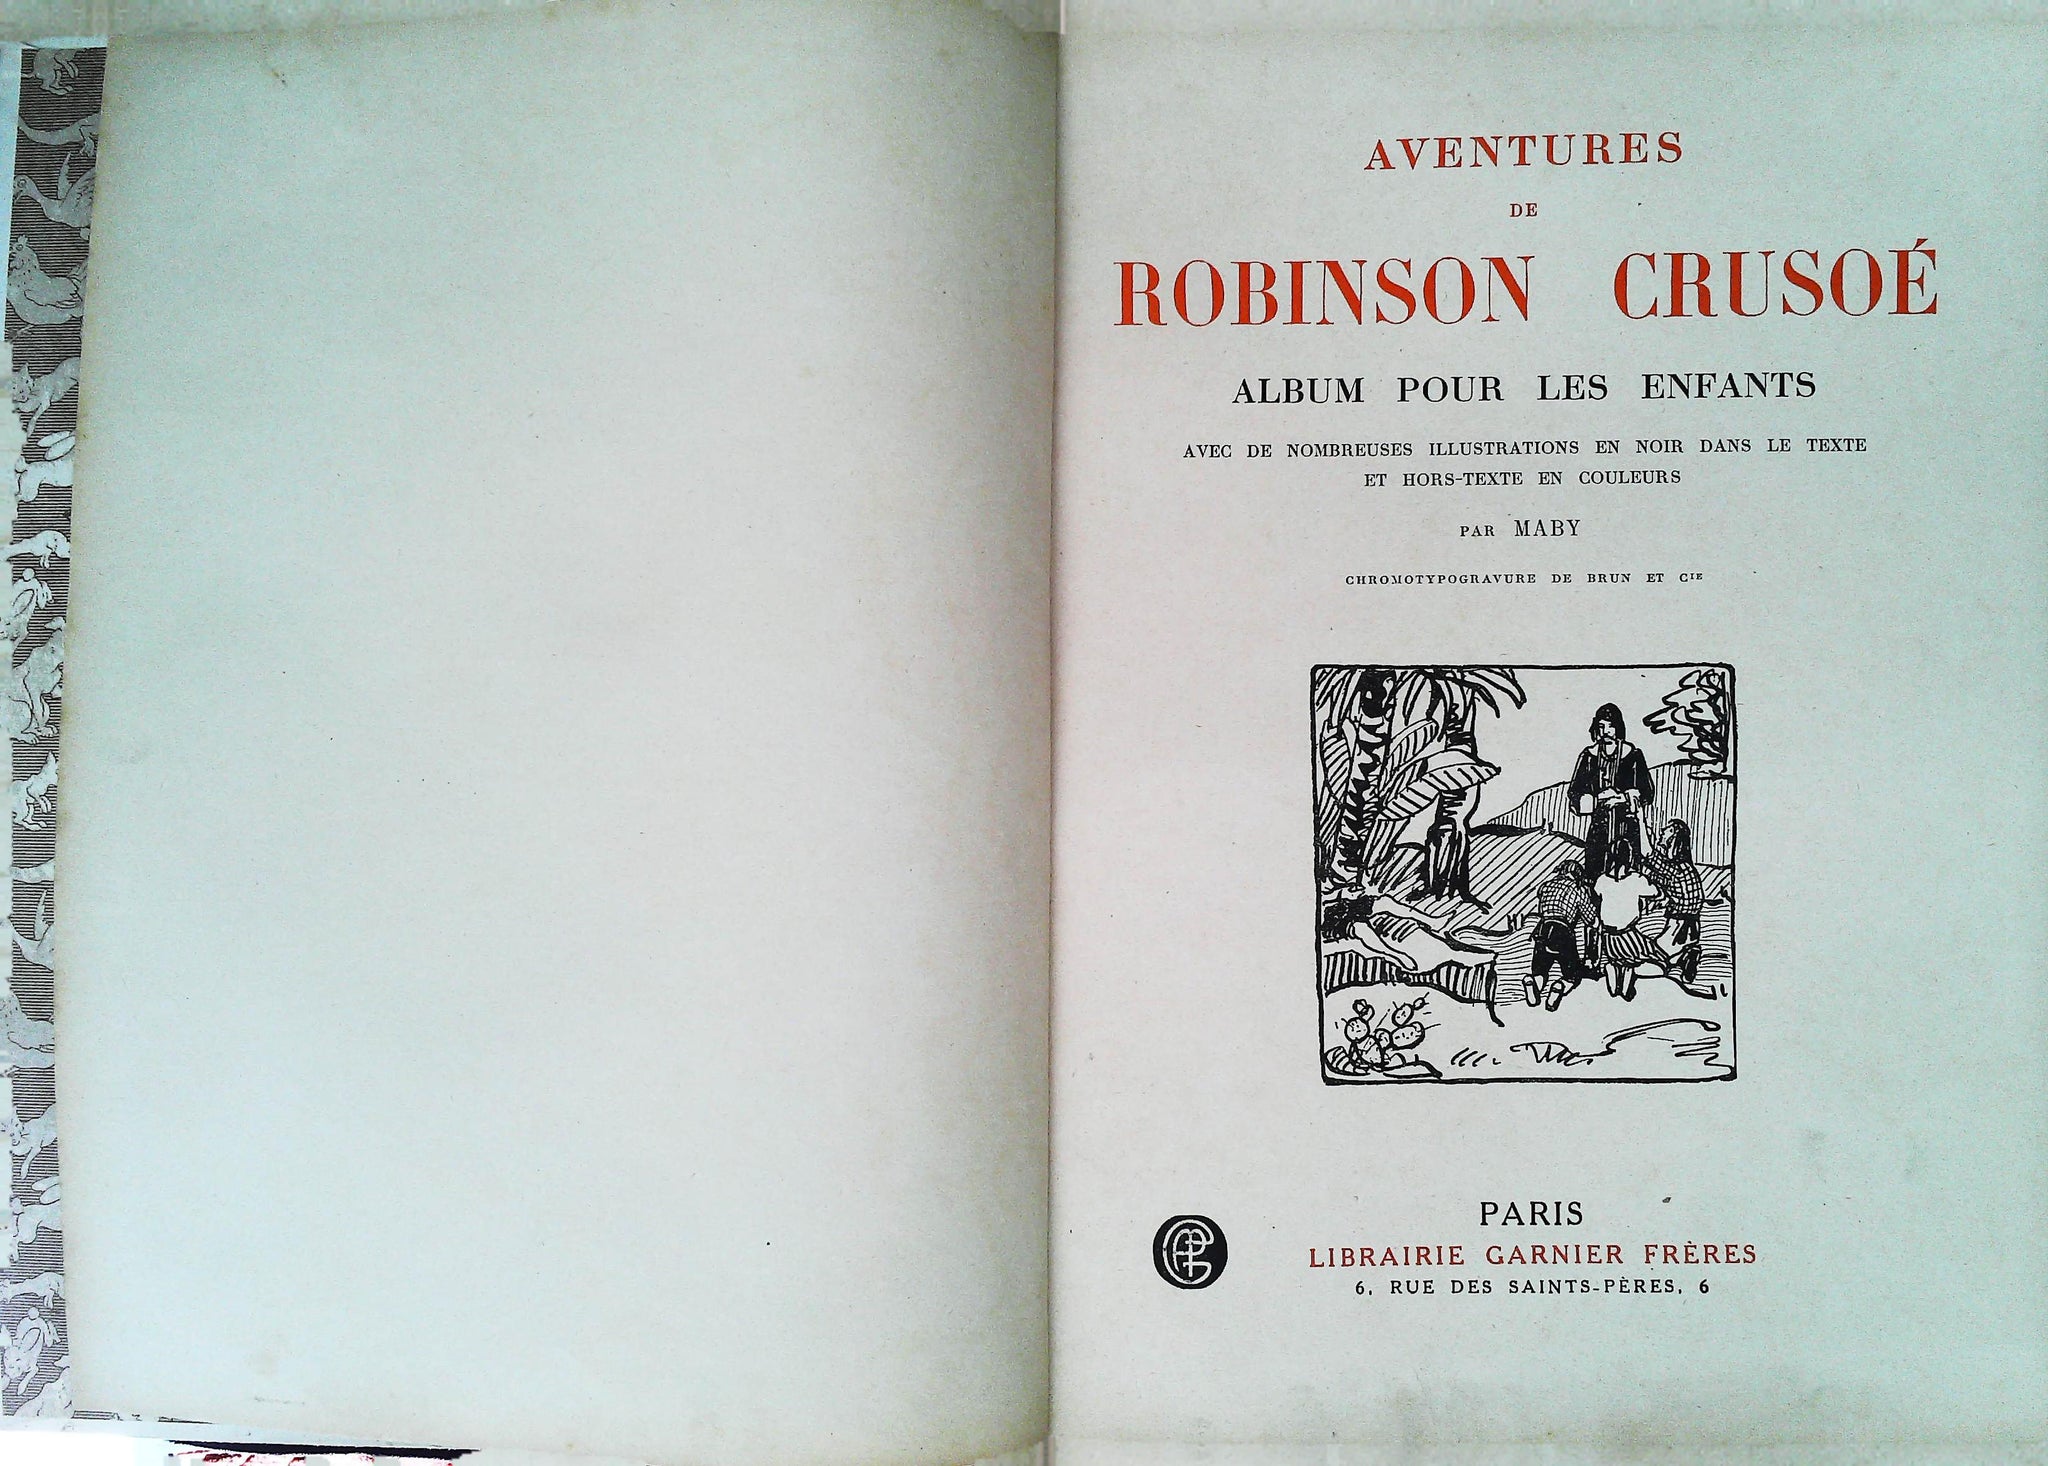 AVENTURES
DE
ROBINSON CRUSOÉ
ALBUM POUR LES ENFANTS
AVEC DE NOMBREUSES ILLUSTRATIONS EN NOIR DANS LE TEXTE
ET HORS-TEXTE EN COULEURS
PAR MABY
CHROMOTYPOGRAVURE DE BRUN ET CIE
PARIS
LIBRAIRIE GARNIER FRÈRES
6, RUE DES SAINTS-PÈRES, 6